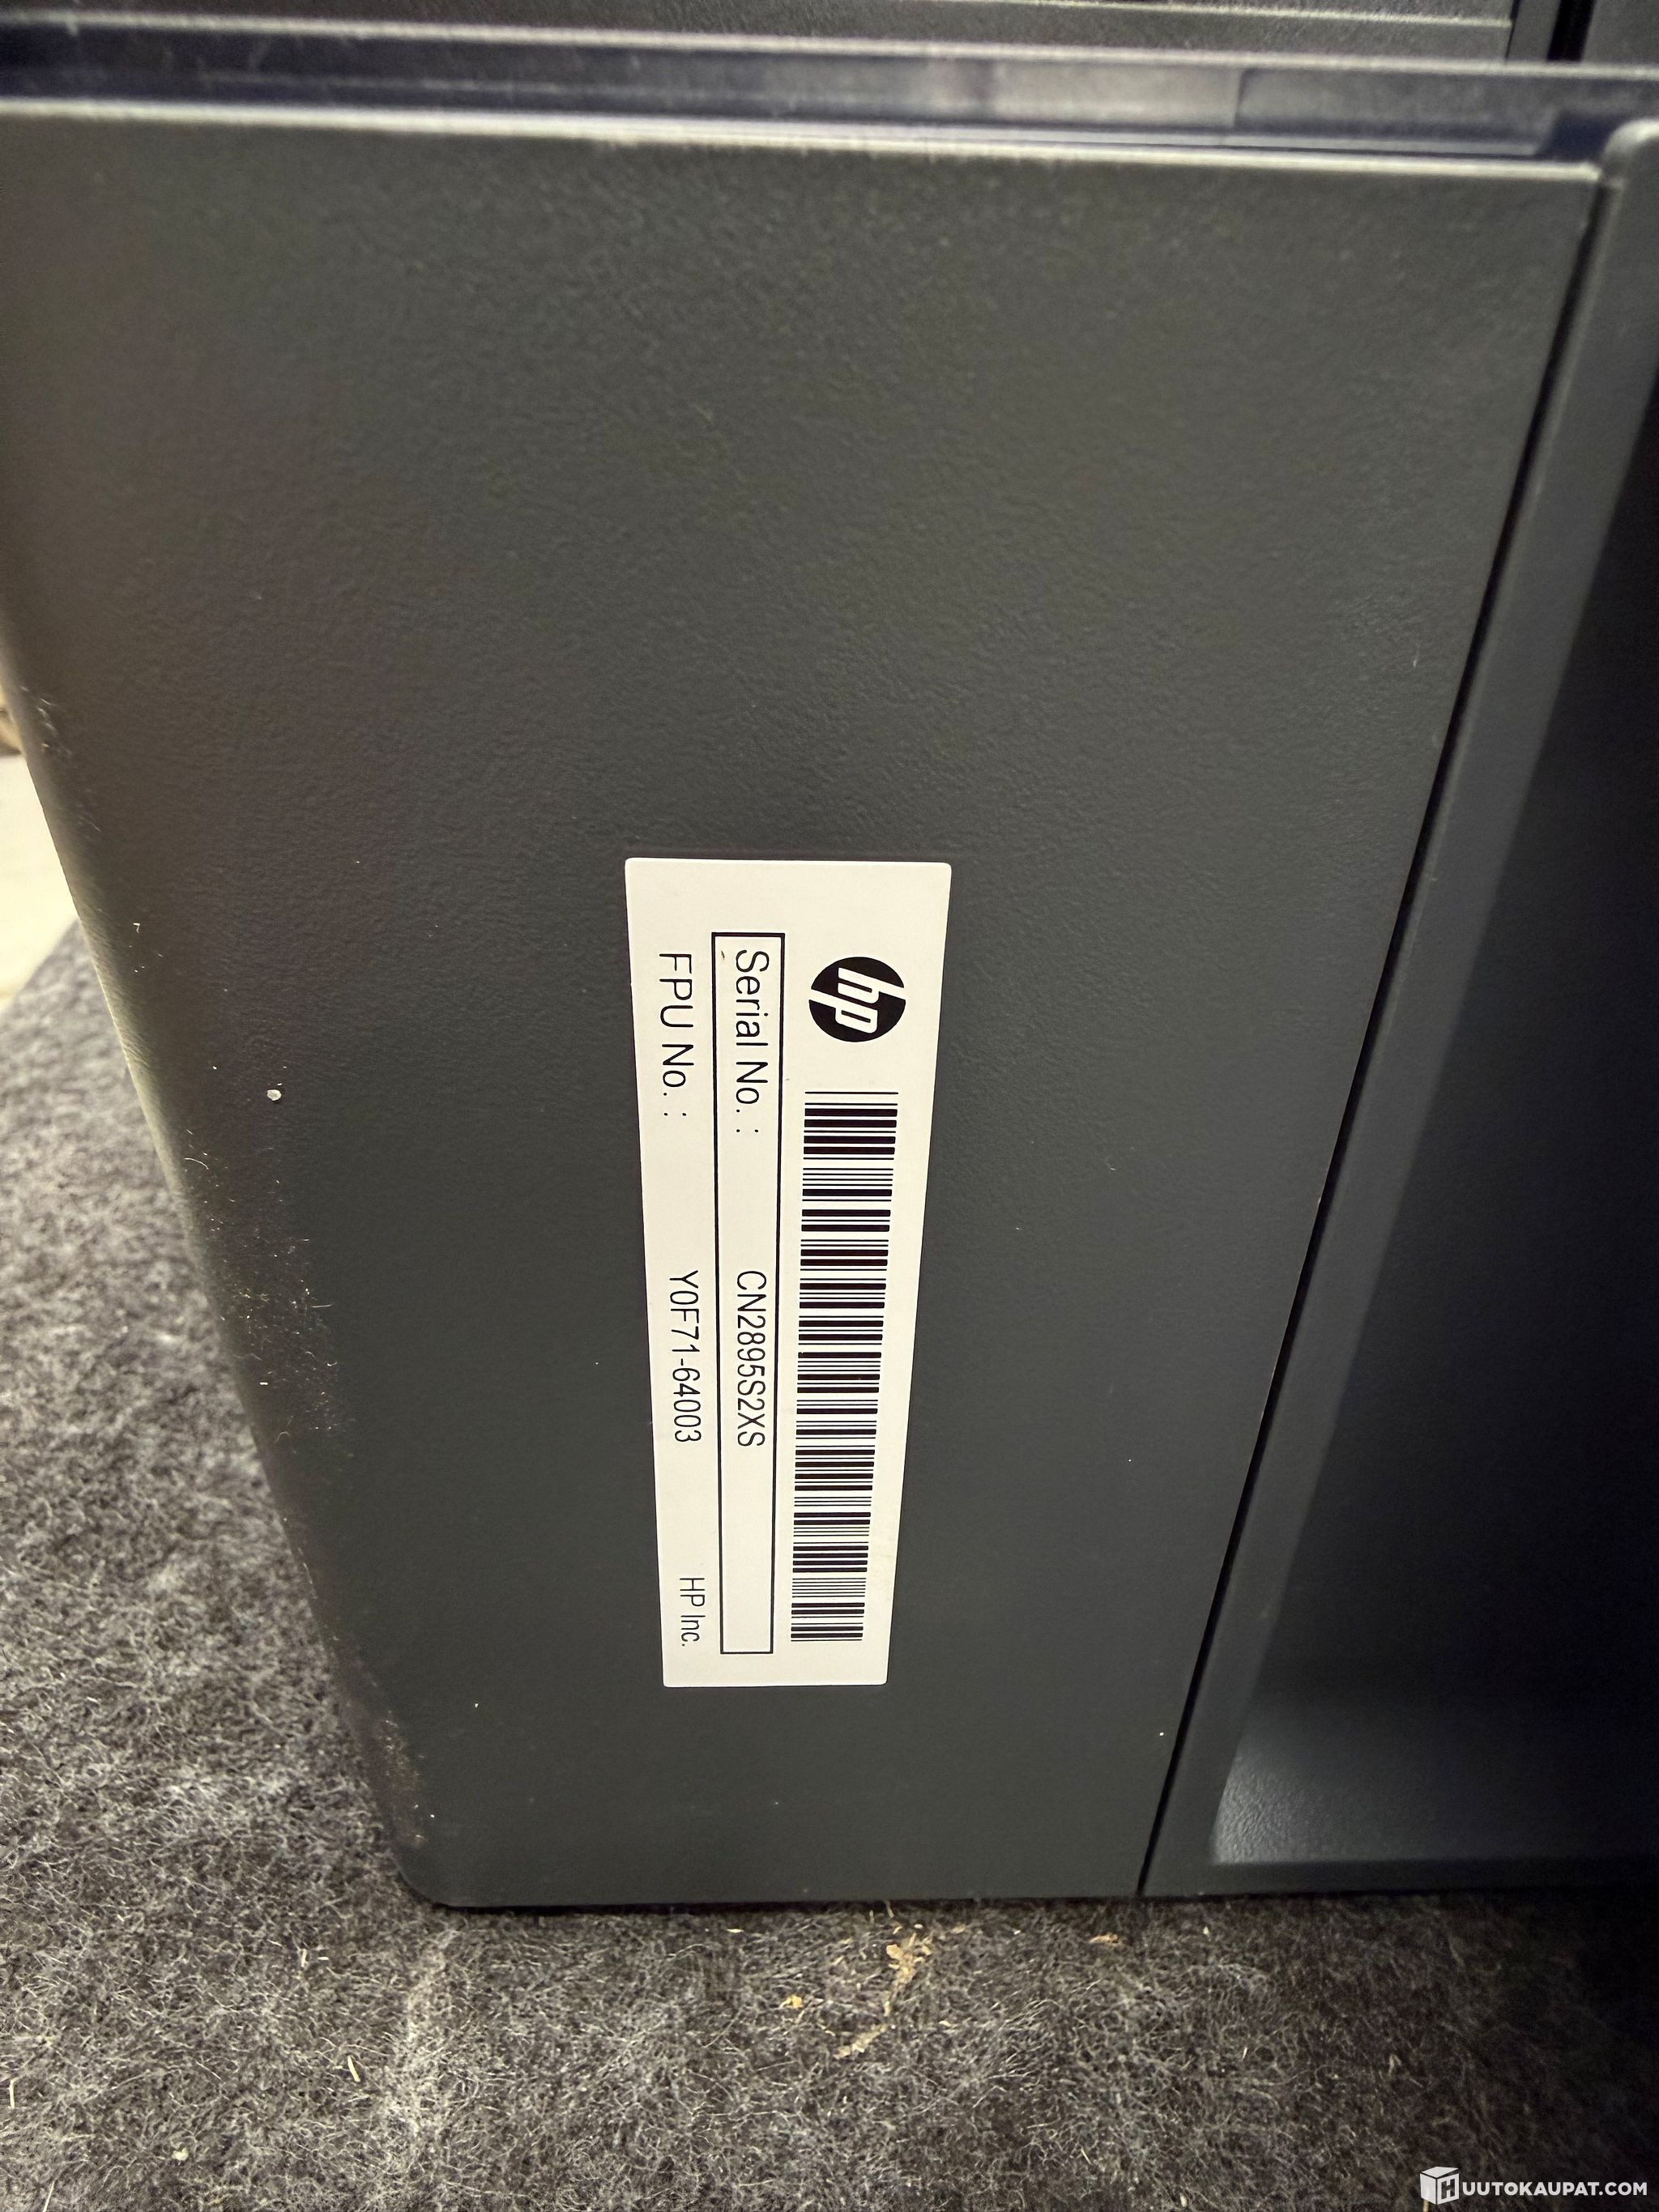 hp
Serial No. : CN2895S2XS
FPU No. : Y0F71-64003 HP Inc.
HUUTOKAUPAT.COM